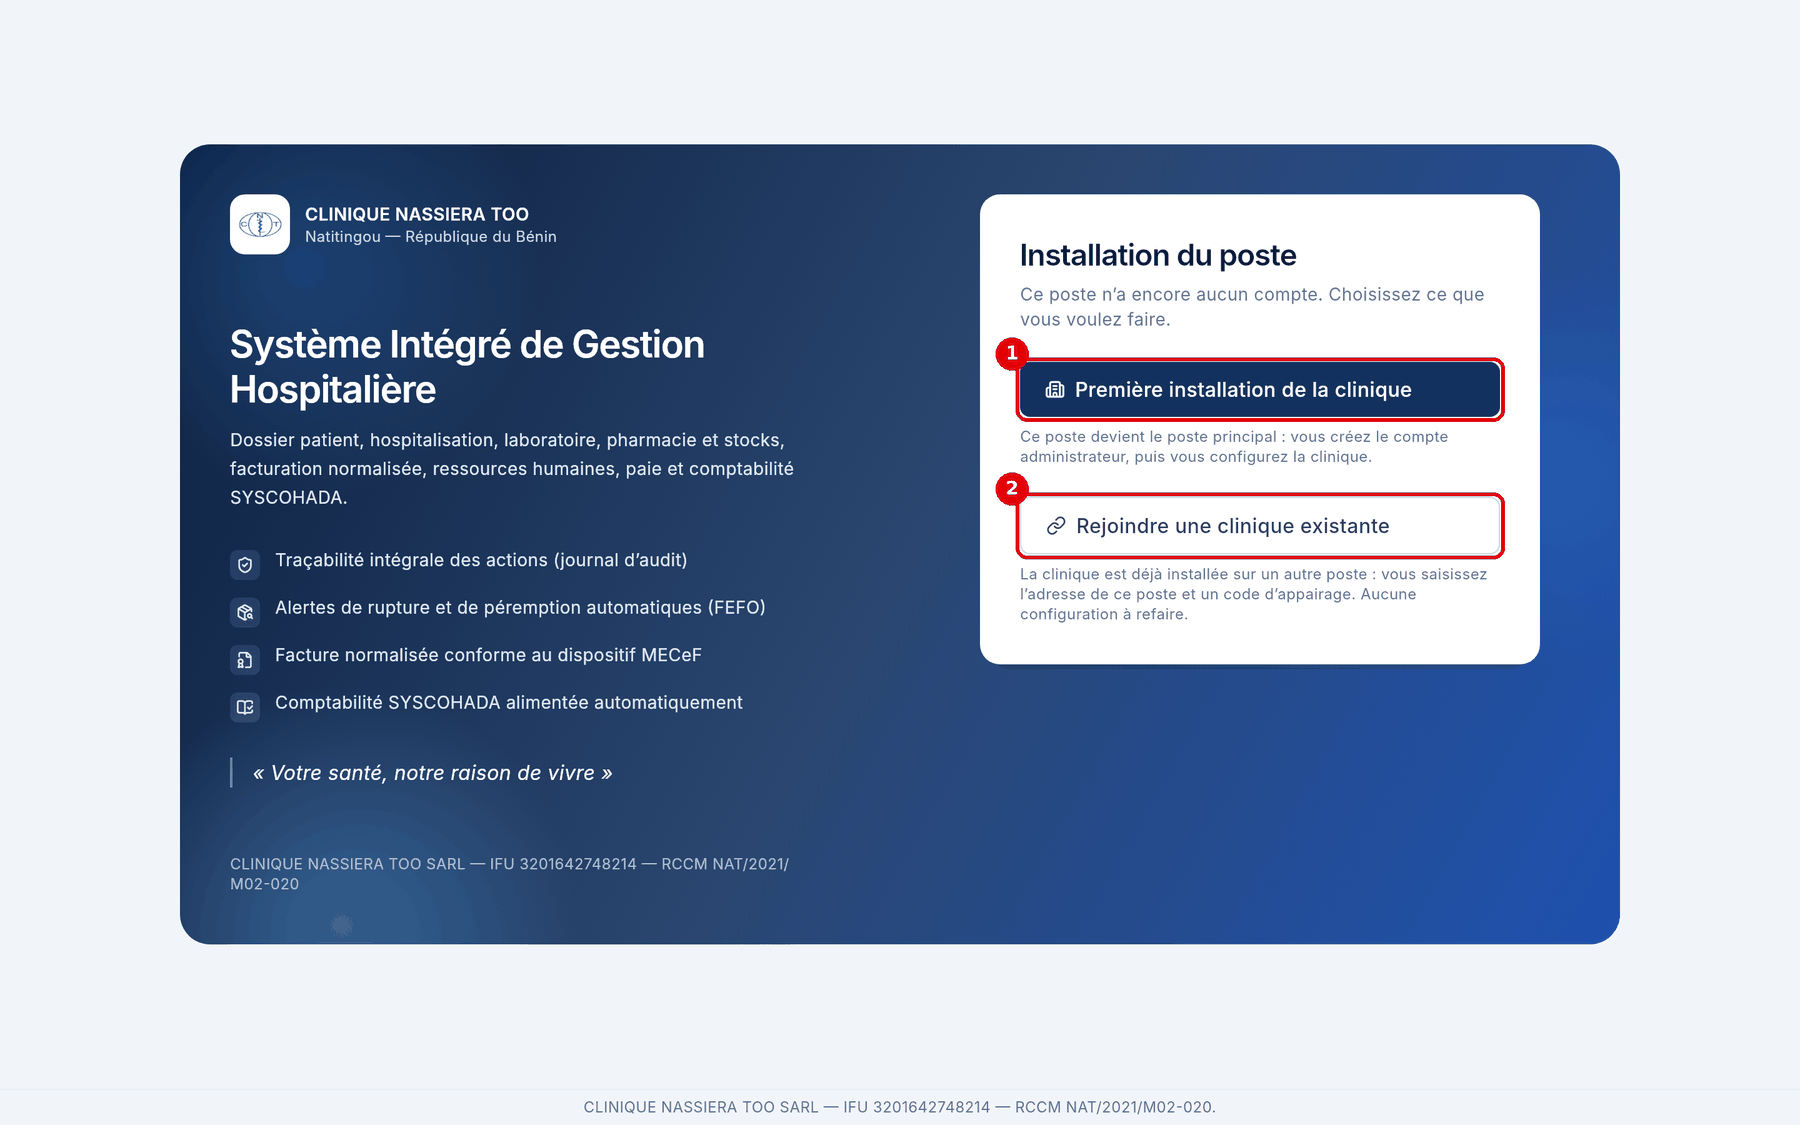 C N T
CLINIQUE NASSIERA TOO
Natitingou — République du Bénin
Système Intégré de Gestion
Hospitalière
Dossier patient, hospitalisation, laboratoire, pharmacie et stocks,
facturation normalisée, ressources humaines, paie et comptabilité
SYSCOHADA.
Traçabilité intégrale des actions (journal d’audit)
Alertes de rupture et de péremption automatiques (FEFO)
Facture normalisée conforme au dispositif MECeF
Comptabilité SYSCOHADA alimentée automatiquement
« Votre santé, notre raison de vivre »
CLINIQUE NASSIERA TOO SARL — IFU 3201642748214 — RCCM NAT/2021/
M02-020
Installation du poste
Ce poste n’a encore aucun compte. Choisissez ce que
vous voulez faire.
1
Première installation de la clinique
Ce poste devient le poste principal : vous créez le compte
administrateur, puis vous configurez la clinique.
2
Rejoindre une clinique existante
La clinique est déjà installée sur un autre poste : vous saisissez
l’adresse de ce poste et un code d’appairage. Aucune
configuration à refaire.
CLINIQUE NASSIERA TOO SARL — IFU 3201642748214 — RCCM NAT/2021/M02-020.